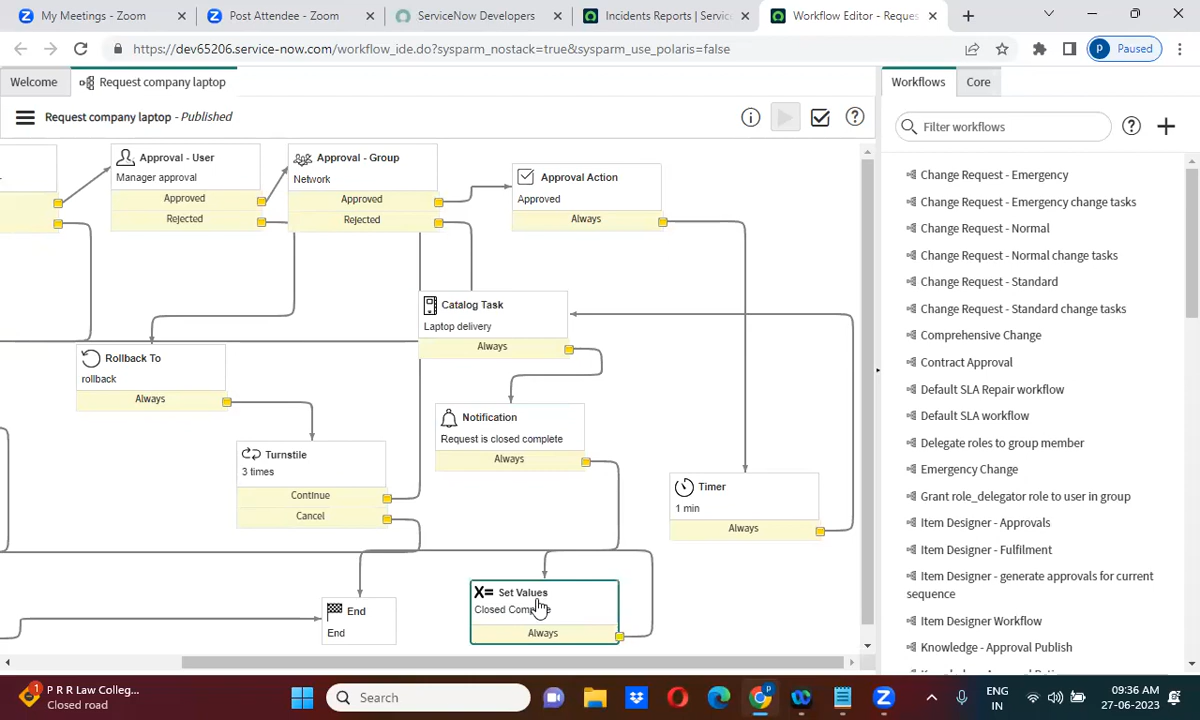 My Meetings - Zoom
Post Attendee - Zoom
ServiceNow Developers
Incidents Reports | Servic
Workflow Editor - Reques
https://dev65206.service-now.com/workflow_ide.do?sysparm_nostack=true&sysparm_use_polaris=false
P
Paused
Welcome
Request company laptop
Workflows
Core
Request company laptop - Published
Filter workflows
Approval - User
Manager approval
Approved
Rejected
Approval - Group
Network
Approved
Rejected
Approval Action
Approved
Always
Catalog Task
Laptop delivery
Always
Rollback To
rollback
Always
Notification
Request is closed complete
Always
Turnstile
3 times
Continue
Cancel
Timer
1 min
Always
X= Set Values
Closed Complete
Always
End
End
Change Request - Emergency
Change Request - Emergency change tasks
Change Request - Normal
Change Request - Normal change tasks
Change Request - Standard
Change Request - Standard change tasks
Comprehensive Change
Contract Approval
Default SLA Repair workflow
Default SLA workflow
Delegate roles to group member
Emergency Change
Grant role_delegator role to user in group
Item Designer - Approvals
Item Designer - Fulfilment
Item Designer - generate approvals for current
sequence
Item Designer Workflow
Knowledge - Approval Publish
1
P R R Law Colleg...
Closed road
Search
P
ENG
IN
09:36 AM
27-06-2023